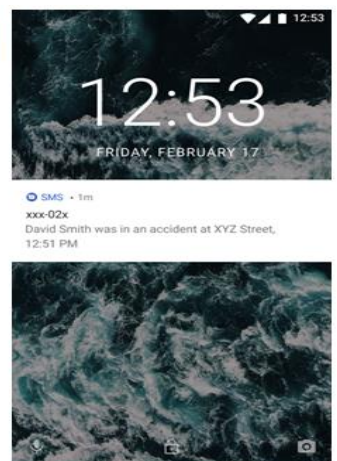 12:53
12:53
FRIDAY, FEBRUARY 17
SMS • 1m
xxx-02x
David Smith was in an accident at XYZ Street,
12:51 PM